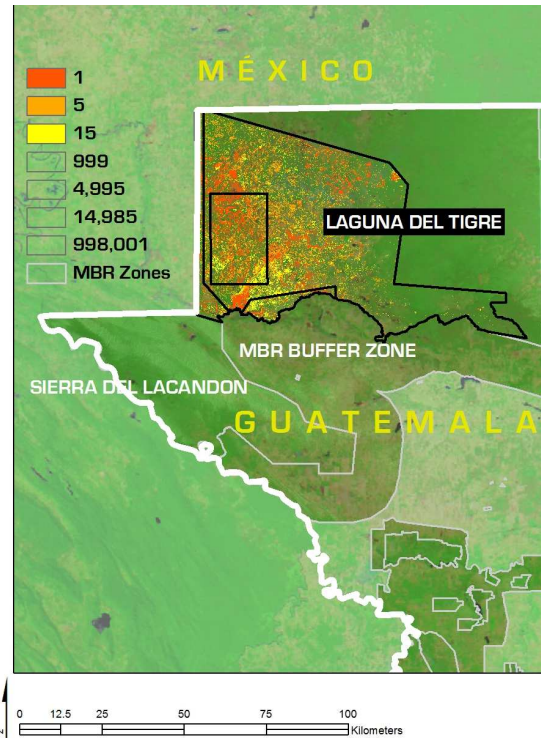 MÉXICO
1
5
15
999
4,995
14,985
998,001
MBR Zones
LAGUNA DEL TIGRE
MBR BUFFER ZONE
SIERRA DEL LACANDON
GUATEMALA
0 12.5 25 50 75 100
Kilometers